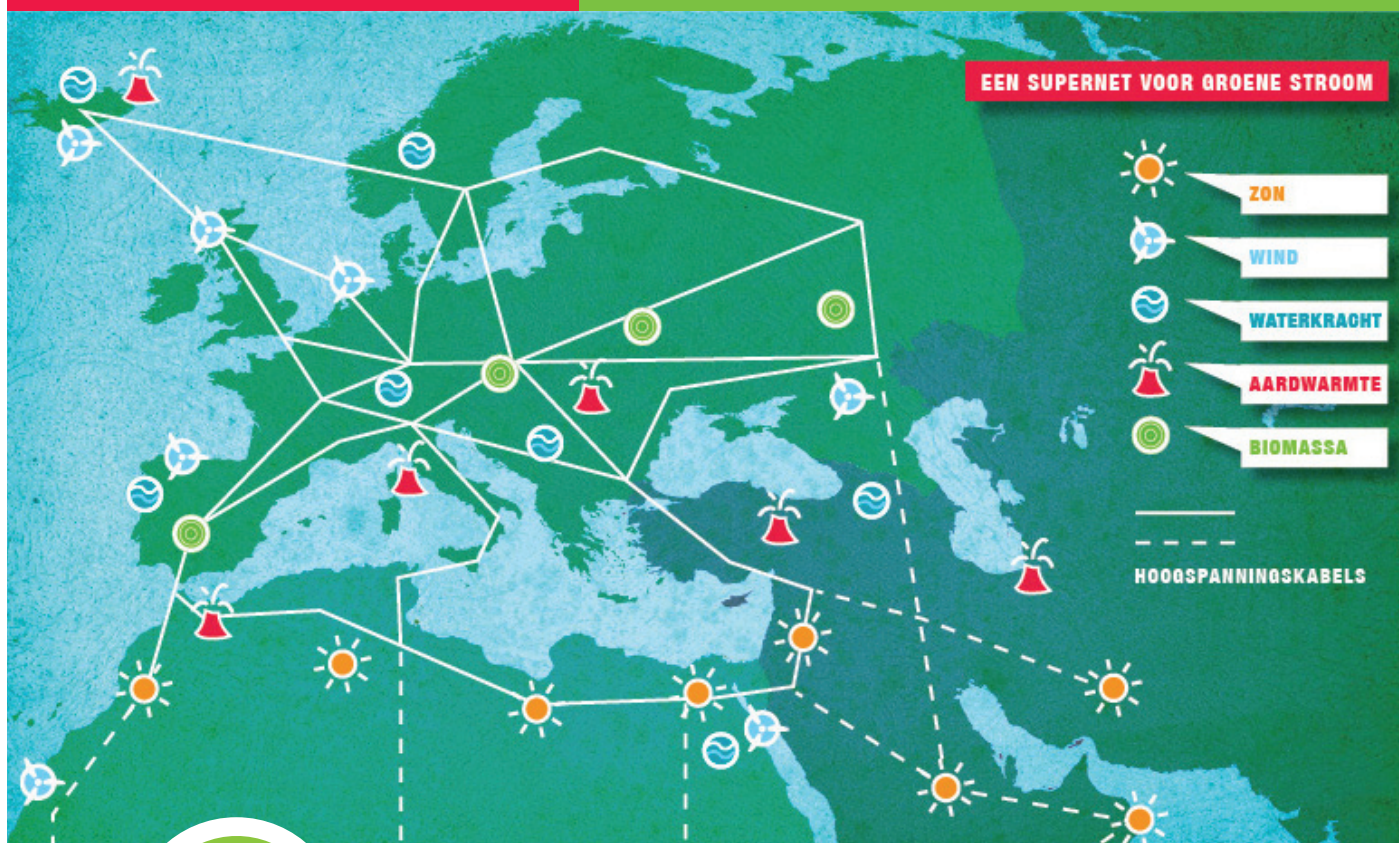 EEN SUPERNET VOOR GROENE STROOM
ZON
WIND
WATERKRACHT
AARDWARMTE
BIOMASSA
HOOGSPANNINGSKABELS